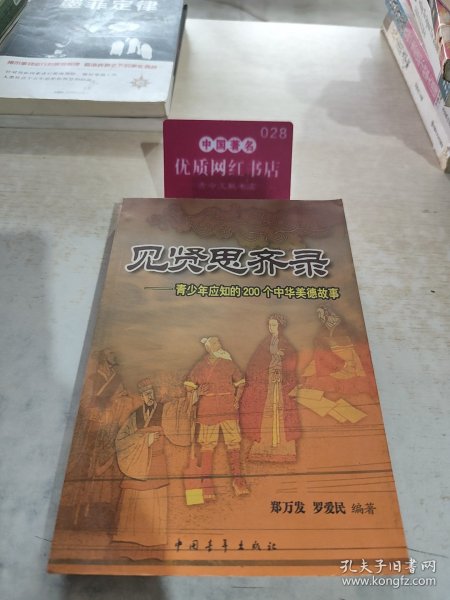 墨菲定律
028
中国著名
优质网红书店
见贤思齐录
——青少年应知的200个中华美德故事
郑万发 罗爱民 编著
中国青年出版社
孔夫子旧书网
www.kongfz.com